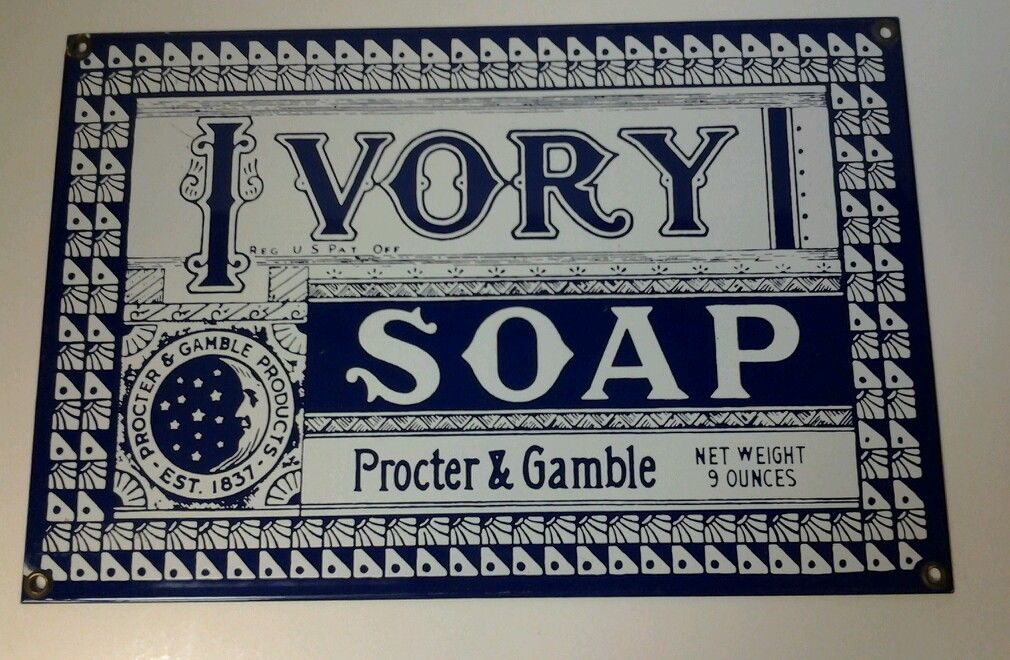 IVORY
REG U S PAT OFF
SOAP
PROCTER & GAMBLE PRODUCTS
· EST. 1837 ·
Procter & Gamble
NET WEIGHT
9 OUNCES